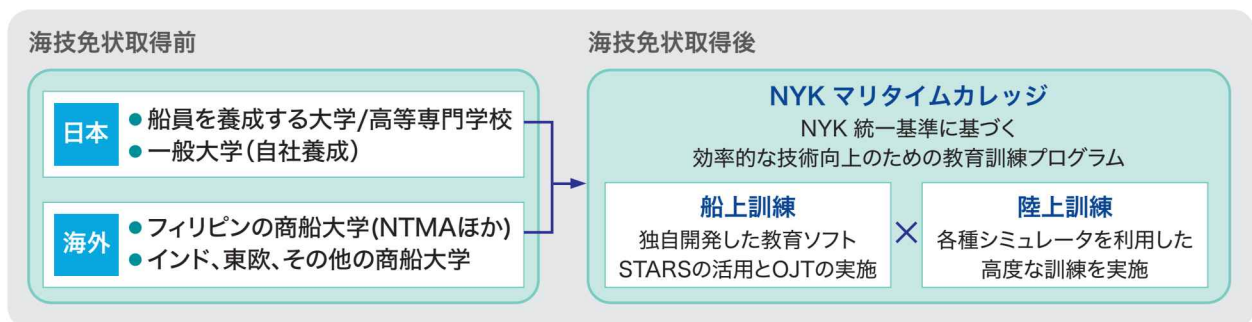 海技免状取得前
日本
●船員を養成する大学/高等専門学校
●一般大学(自社養成)
海外
●フィリピンの商船大学(NTMAほか)
●インド、東欧、その他の商船大学
海技免状取得後
NYK マリタイムカレッジ
NYK 統一基準に基づく
効率的な技術向上のための教育訓練プログラム
船上訓練
独自開発した教育ソフト
STARSの活用とOJTの実施
×
陸上訓練
各種シミュレータを利用した
高度な訓練を実施